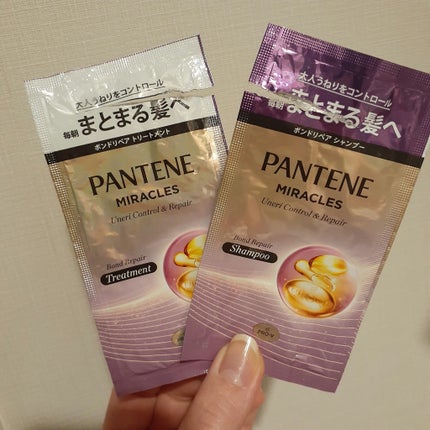 大人うねりをコントロール
毎朝 まとまる髪へ
ボンドリペア トリートメント
PANTENE
MIRACLES
Uneri Control & Repair
Bond Repair
Treatment
大人うねりをコントロール
毎朝 まとまる髪へ
ボンドリペア シャンプー
PANTENE
MIRACLES
Uneri Control & Repair
Bond Repair
Shampoo
PRO-V